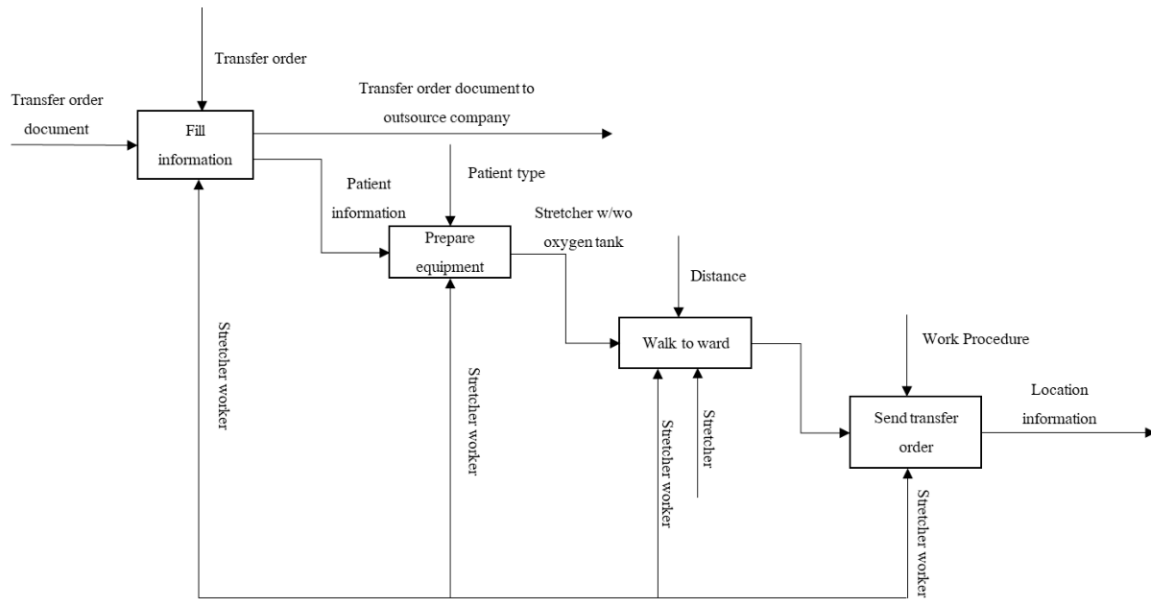 Transfer order
Transfer order
document
Fill
information
Transfer order document to
outsource company
Patient
information
Patient type
Prepare
equipment
Stretcher w/wo
oxygen tank
Distance
Walk to ward
Work Procedure
Send transfer
order
Location
information
Stretcher worker
Stretcher worker
Stretcher worker
Stretcher
Stretcher worker